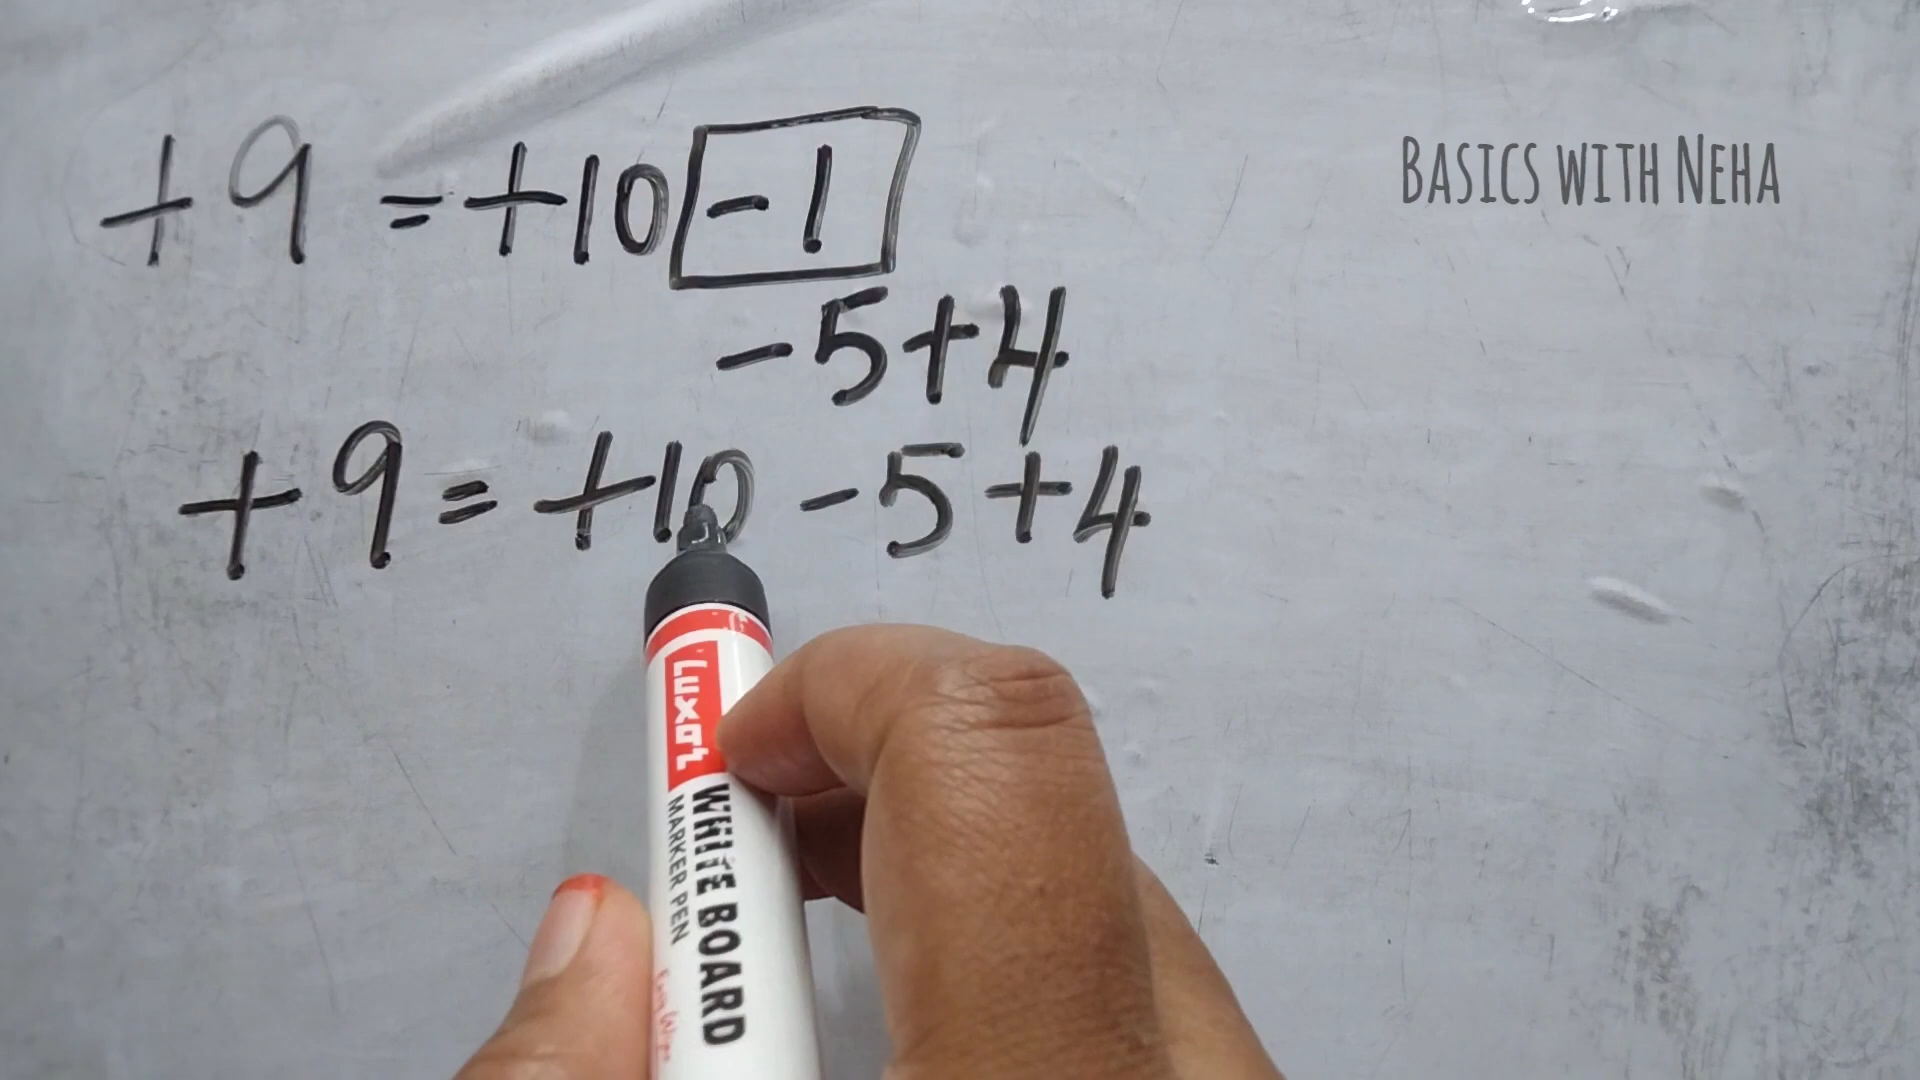 +9 = +10 -1
BASICS WITH NEHA
-5+4
+9 = +10 -5+4
Luxor
WHITE BOARD
MARKER PEN